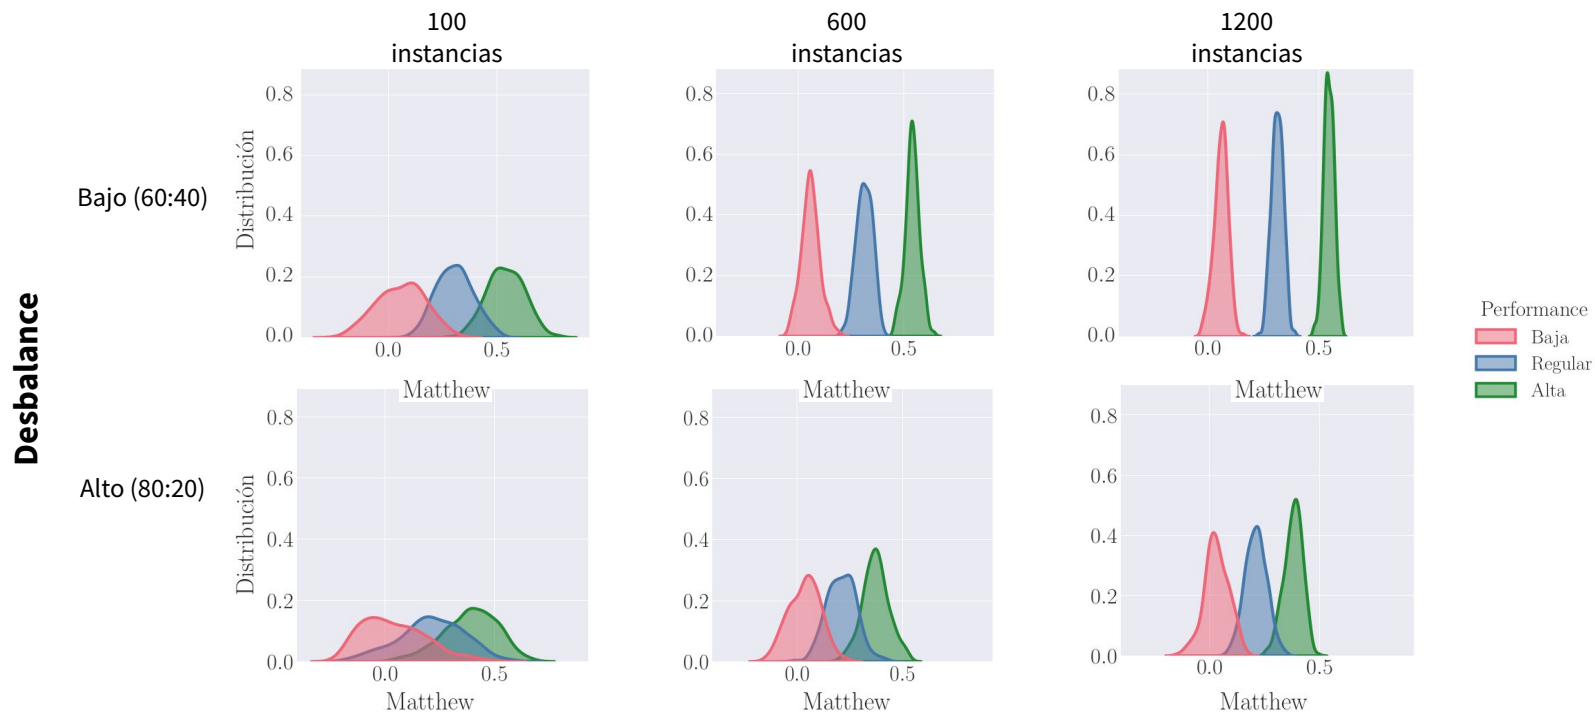 100
instancias
600
instancias
1200
instancias
Desbalance
Bajo (60:40)
Distribución
0.8
0.6
0.4
0.2
0.0
0.0
0.5
Matthew
0.8
0.6
0.4
0.2
0.0
0.0
0.5
Matthew
0.8
0.6
0.4
0.2
0.0
0.0
0.5
Matthew
Performance
Baja
Regular
Alta
Alto (80:20)
Distribución
0.8
0.6
0.4
0.2
0.0
0.0
0.5
Matthew
0.8
0.6
0.4
0.2
0.0
0.0
0.5
Matthew
0.8
0.6
0.4
0.2
0.0
0.0
0.5
Matthew